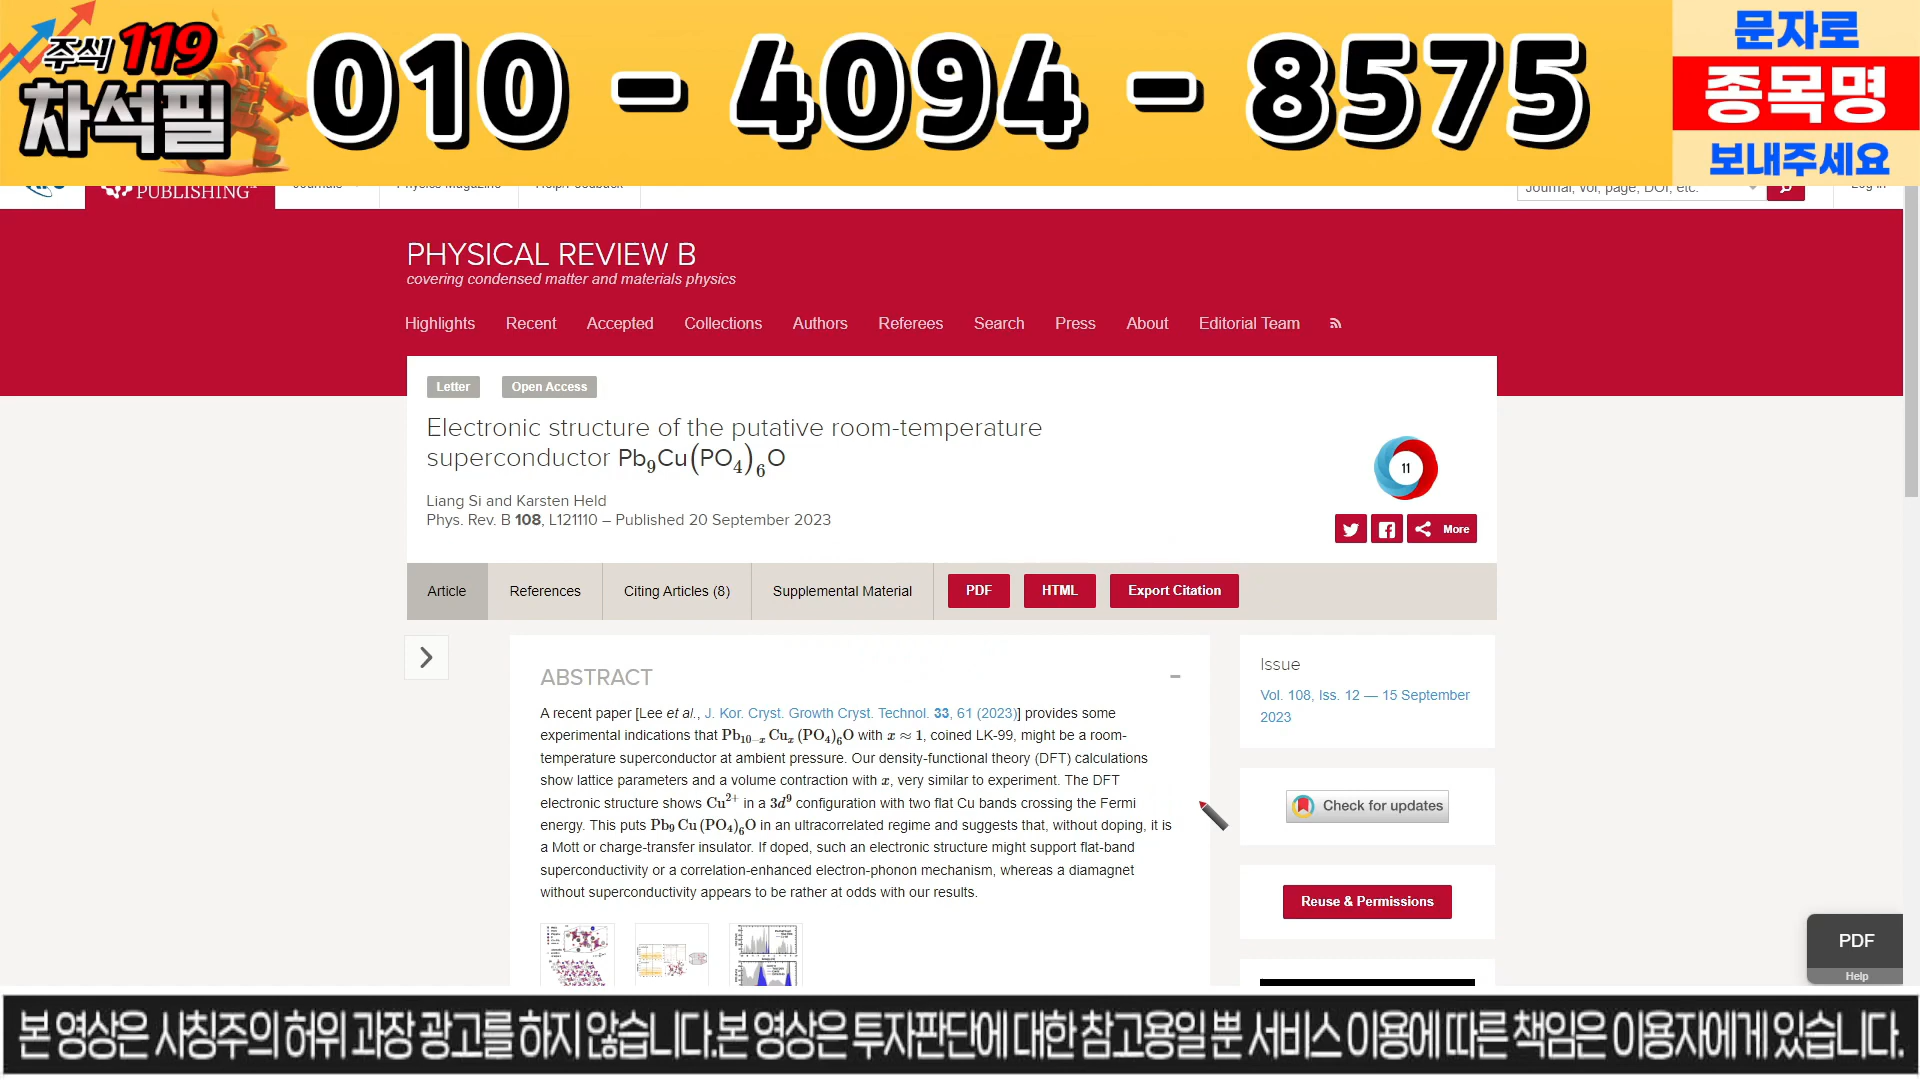 주식 119
차석필
010 - 4094 - 8575
문자로
종목명
보내주세요
PUBLISHING
Journals
Physics Magazine
Help/Feedback
Journal, vol, page, DOI, etc.
Log in
PHYSICAL REVIEW B
covering condensed matter and materials physics
Highlights Recent Accepted Collections Authors Referees Search Press About Editorial Team
Letter Open Access
Electronic structure of the putative room-temperature
superconductor Pb₉Cu(PO₄)₆O
Liang Si and Karsten Held
Phys. Rev. B 108, L121110 – Published 20 September 2023
11
More
Article References Citing Articles (8) Supplemental Material PDF HTML Export Citation
ABSTRACT
A recent paper [Lee et al., J. Kor. Cryst. Growth Cryst. Technol. 33, 61 (2023)] provides some
experimental indications that Pb₁₀₋ₓCuₓ(PO₄)₆O with x ≈ 1, coined LK-99, might be a room-
temperature superconductor at ambient pressure. Our density-functional theory (DFT) calculations
show lattice parameters and a volume contraction with x, very similar to experiment. The DFT
electronic structure shows Cu²⁺ in a 3d⁹ configuration with two flat Cu bands crossing the Fermi
energy. This puts Pb₉Cu(PO₄)₆O in an ultracorrelated regime and suggests that, without doping, it is
a Mott or charge-transfer insulator. If doped, such an electronic structure might support flat-band
superconductivity or a correlation-enhanced electron-phonon mechanism, whereas a diamagnet
without superconductivity appears to be rather at odds with our results.
Issue
Vol. 108, Iss. 12 — 15 September
2023
Check for updates
Reuse & Permissions
PDF
Help
본 영상은 사칭주의 허위 과장 광고를 하지 않습니다.본 영상은 투자판단에 대한 참고용일 뿐 서비스 이용에 따른 책임은 이용자에게 있습니다.